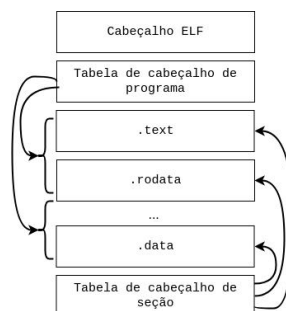 Cabeçalho ELF
Tabela de cabeçalho de
programa
.text
.rodata
...
.data
Tabela de cabeçalho de
seção